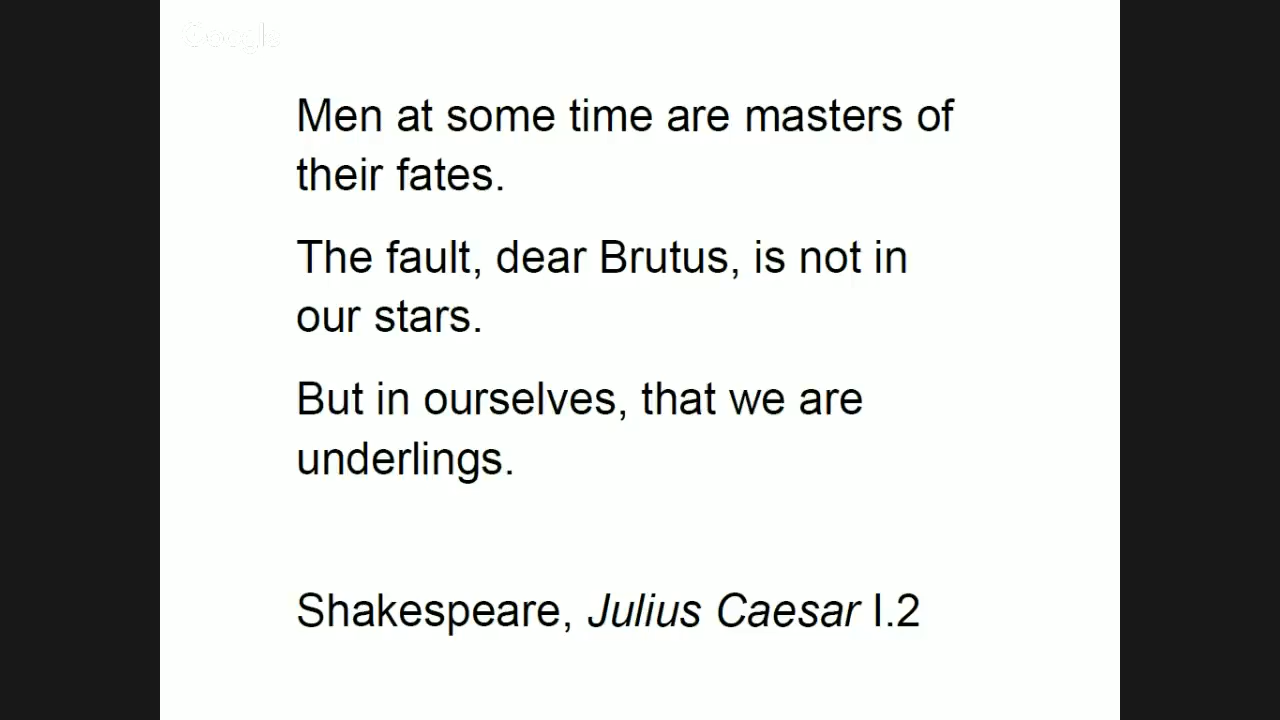 Google
Men at some time are masters of
their fates.
The fault, dear Brutus, is not in
our stars.
But in ourselves, that we are
underlings.
Shakespeare, Julius Caesar I.2